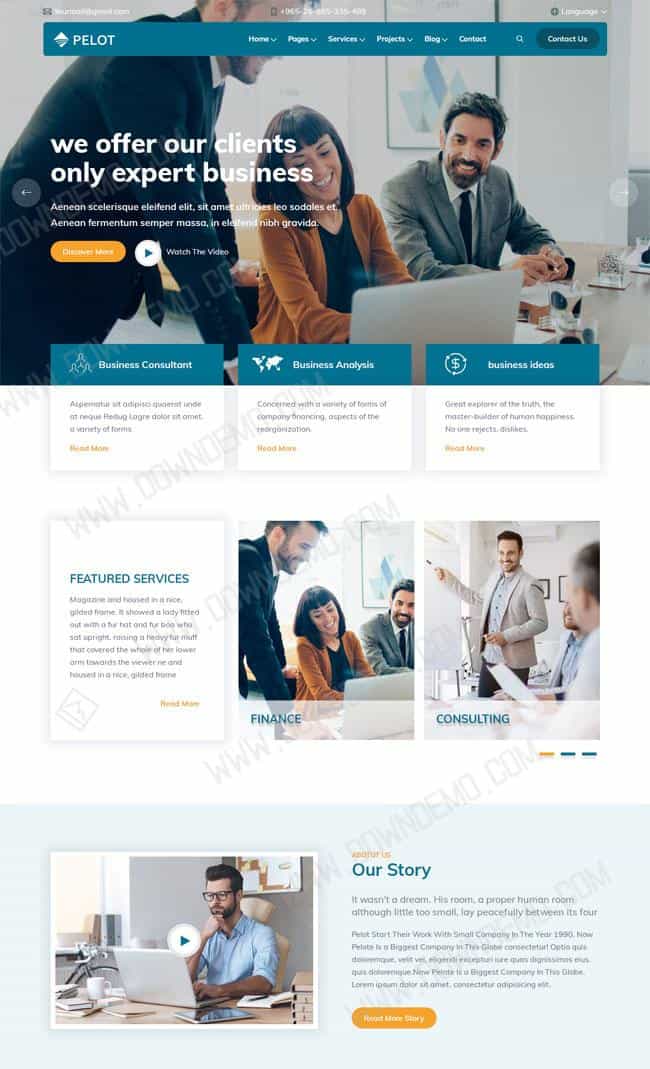 Language
PELOT
Home
Pages
Services
Projects
Blog
Contact
Contact Us
we offer our clients
only expert business
Aenean scelerisque eleifend elit, sit amet ultricies leo sodales et.
Aenean fermentum semper massa, in eleifend nibh gravida.
Discover More
Watch The Video
Business Consultant
Aspernatur sit adipisci quaerat unde
at neque Redug Lagre dolor sit amet.
a variety of forms
Read More
Business Analysis
Concerned with a variety of forms of
company financing, aspects of the
reorganization.
Read More
business ideas
Great explorer of the truth, the
master-builder of human happiness.
No one rejects, dislikes.
Read More
FEATURED SERVICES
Magazine and housed in a nice,
gilded frame. It showed a lady fitted
out with a fur hat and fur boa who
sat upright, raising a heavy fur muff
that covered the whole of her lower
arm towards the viewer ne and
housed in a nice, gilded frame
Read More
FINANCE
CONSULTING
ABOTUT US
Our Story
It wasn't a dream. His room, a proper human room
although little too small, lay peacefully between its four
Pelot Start Their Work With Small Company In The Year 1990. Now
Pelote Is a Biggest Company In This Globe consectetur! Optio quis
doloremque, velit vei, eligendi excepturi iure quas dignissimos eius.
quis doloremque.Now Pelote Is a Biggest Company In This Globe.
Lorem ipsum dolor sit amet, consectetur adipisicing elit.
Read More Story
WWW.DOWNDEMO.COM